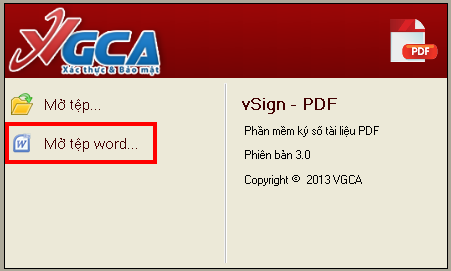 VGCA
Xác thực & Bảo mật
PDF
Mở tệp...
Mở tệp word...
vSign - PDF
Phần mềm ký số tài liệu PDF
Phiên bản 3.0
Copyright © 2013 VGCA